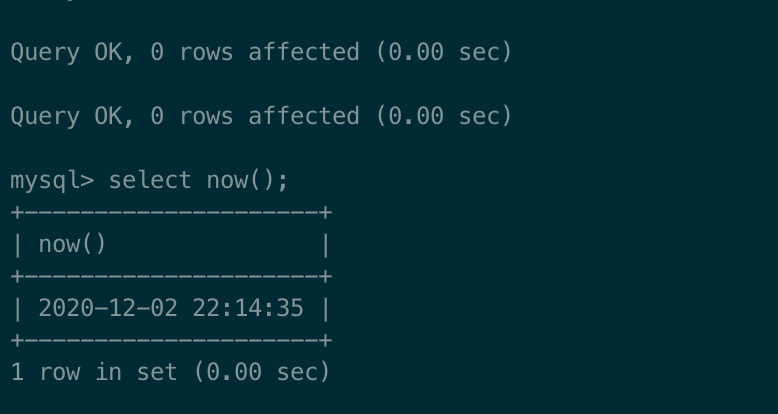 Query OK, 0 rows affected (0.00 sec)
Query OK, 0 rows affected (0.00 sec)
mysql> select now();
+---------------------+
| now()               |
+---------------------+
| 2020-12-02 22:14:35 |
+---------------------+
1 row in set (0.00 sec)